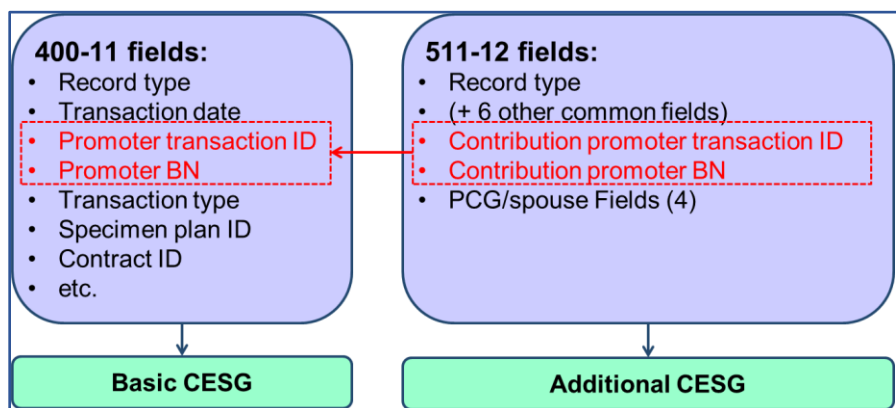 400-11 fields:
• Record type
• Transaction date
• Promoter transaction ID
• Promoter BN
• Transaction type
• Specimen plan ID
• Contract ID
• etc.
Basic CESG
511-12 fields:
• Record type
• (+ 6 other common fields)
• Contribution promoter transaction ID
• Contribution promoter BN
• PCG/spouse Fields (4)
Additional CESG